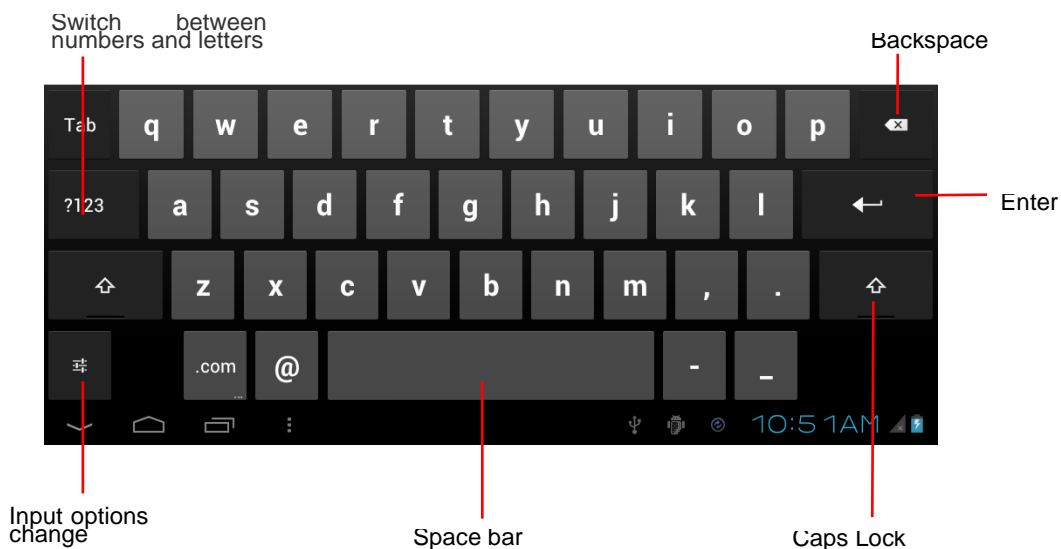 Switch between
numbers and letters
Backspace
Tab q w e r t y u i o p
?123 a s d f g h j k l
Enter
z x c v b n m , .
.com @ - _
...
10:51AM
Input options
change
Space bar
Caps Lock